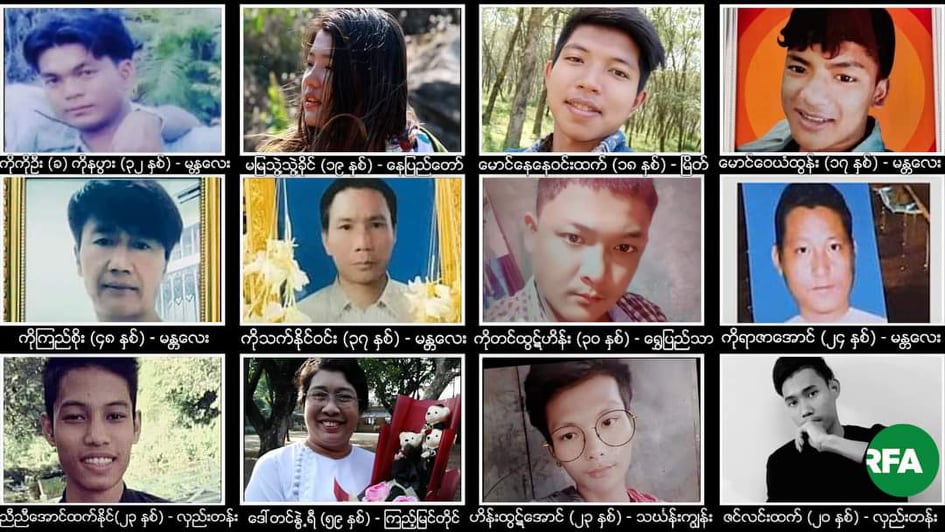 ကိုကိုဦး (ခ) ကိုနပွား (၃၂ နှစ်) - မန္တလေး
မမြသွဲ့သွဲ့ခိုင် (၁၉ နှစ်) - နေပြည်တော်
မောင်နေနေဝင်းထက် (၁၈ နှစ်) - မြိတ်
မောင်ဝေယံထွန်း (၁၇ နှစ်) - မန္တလေး
ကိုကြည်စိုး (၄၈ နှစ်) - မန္တလေး
ကိုသက်နိုင်ဝင်း (၃၇ နှစ်) - မန္တလေး
ကိုတင်ထွဋ်ဟိန်း (၃၀ နှစ်) - ရွှေပြည်သာ
ကိုရာဇာအောင် (၂၄ နှစ်) - မန္တလေး
ညီညီအောင်ထက်နိုင်(၂၃ နှစ်) - လှည်းတန်း
ဒေါ်တင်နွဲ့ရီ (၅၉ နှစ်) - ကြည့်မြင်တိုင်
ဟိန်းထွဋ်အောင် (၂၃ နှစ်) - သင်္ဃန်းကျွန်း
ဇင်လင်းထက် (၂၀ နှစ်) - လှည်းတန်း
RFA